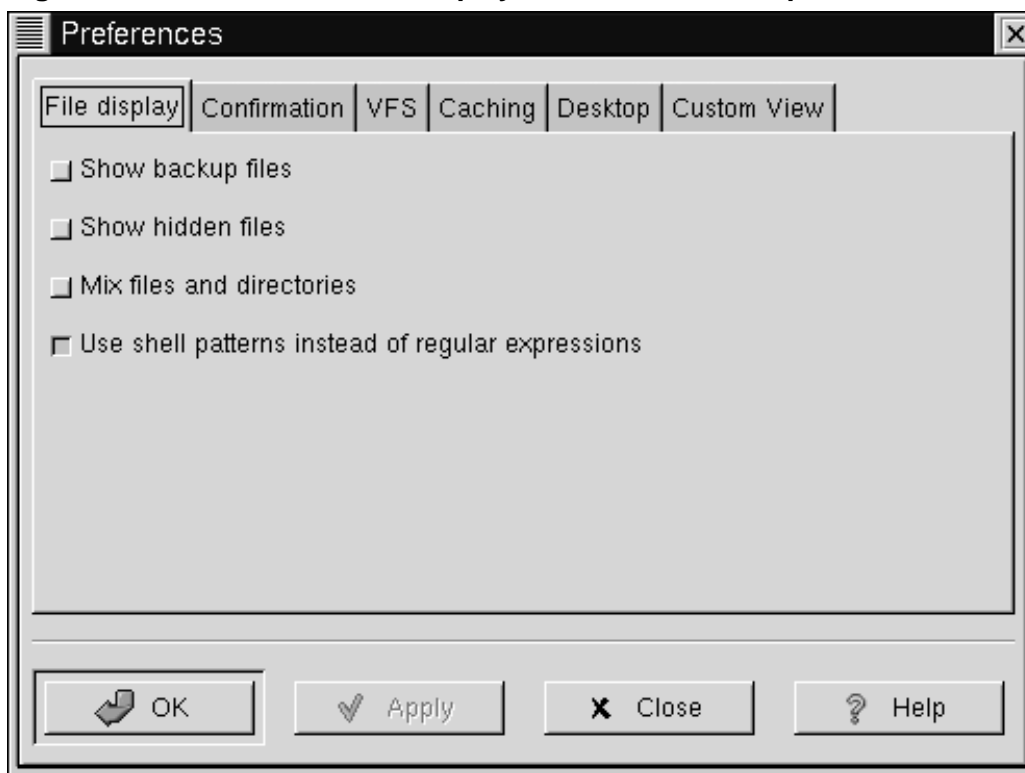 Preferences
File display Confirmation VFS Caching Desktop Custom View
Show backup files
Show hidden files
Mix files and directories
Use shell patterns instead of regular expressions
OK Apply Close Help